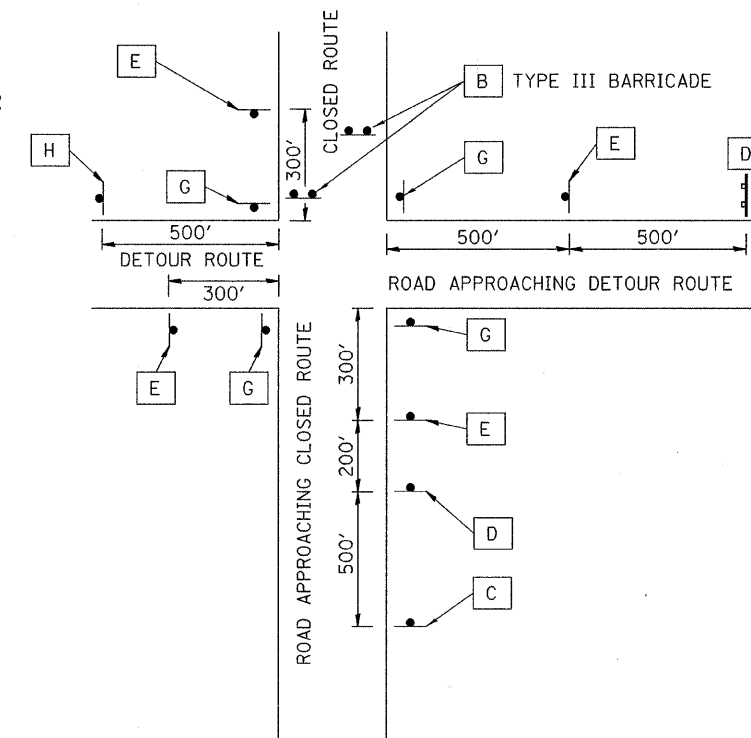 E
CLOSED ROUTE
B TYPE III BARRICADE
H
G
300'
G
E
D
500'
DETOUR ROUTE
300'
500'
500'
ROAD APPROACHING DETOUR ROUTE
E
G
ROAD APPROACHING CLOSED ROUTE
300'
G
200'
E
500'
D
C